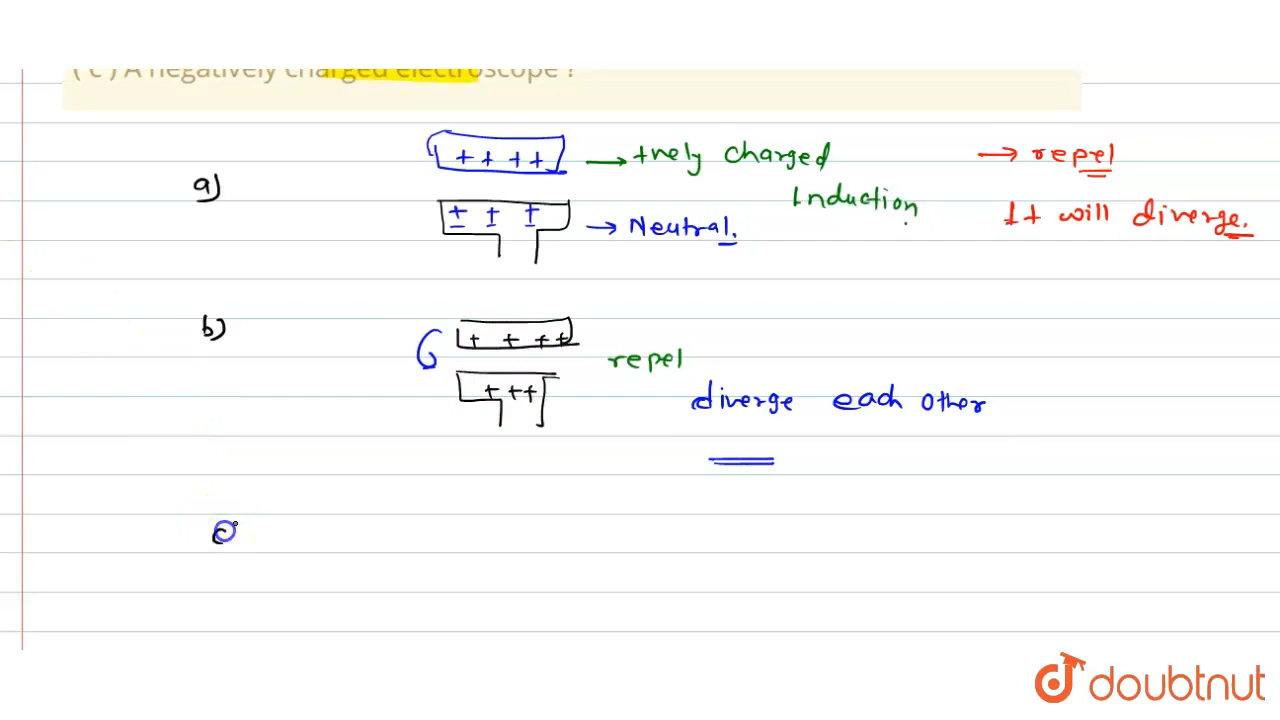 ( c ) A negatively charged electroscope ?
a)
+ + + + → +vely charged → repel
Induction
+ + + → Neutral. It will diverge.
b)
+ + + +
repel
+ + +
diverge each other
c
doubtnut